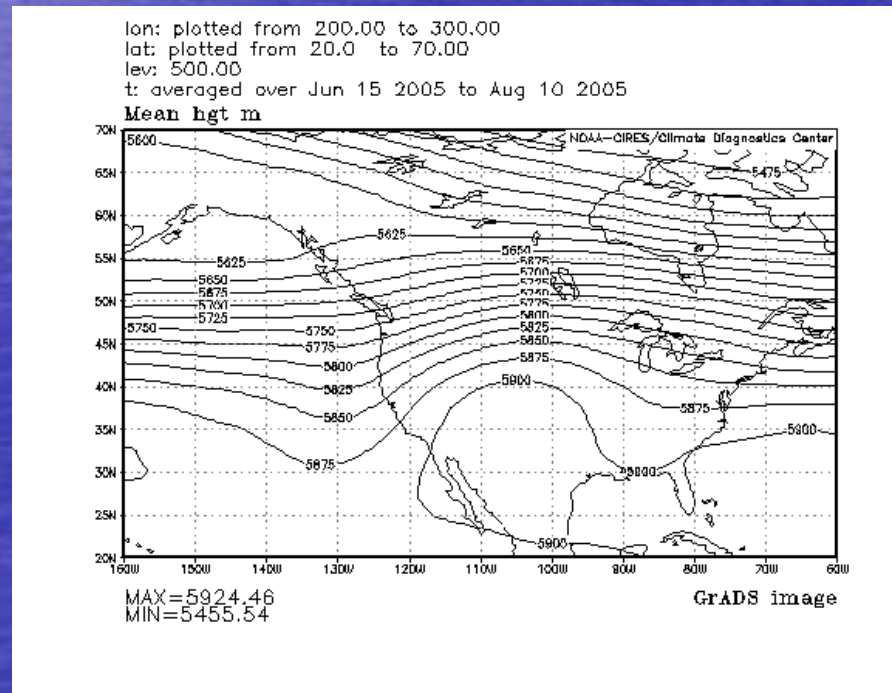 lon: plotted from 200.00 to 300.00
lat: plotted from 20.0 to 70.00
lev: 500.00
t: averaged over Jun 15 2005 to Aug 10 2005
Mean hgt m
NOAA-CIRES/Climate Diagnostics Center
70N
5600
65N
5475
60N
5625
55N
5625
5650
5650
5675
5675
5700
5725
50N
5700
5750
5775
5725
5800
5750
5750
5825
45N
5775
5850
5800
5875
40N
5825
5900
5850
5875
35N
5900
5875
5900
30N
25N
5900
20N
160W 150W 140W 130W 120W 110W 100W 90W 80W 70W 60W
MAX=5924.46
MIN=5455.54
GrADS image